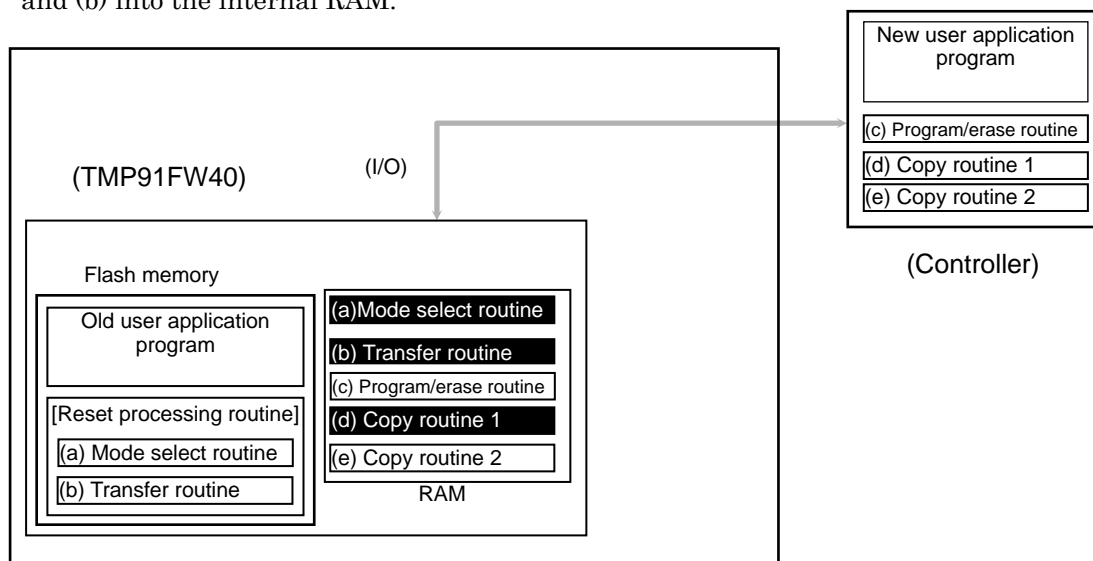 and (b) into the internal RAM.
New user application
program
(c) Program/erase routine
(d) Copy routine 1
(e) Copy routine 2
(Controller)
(I/O)
(TMP91FW40)
Flash memory
Old user application
program
[Reset processing routine]
(a) Mode select routine
(b) Transfer routine
(a)Mode select routine
(b) Transfer routine
(c) Program/erase routine
(d) Copy routine 1
(e) Copy routine 2
RAM